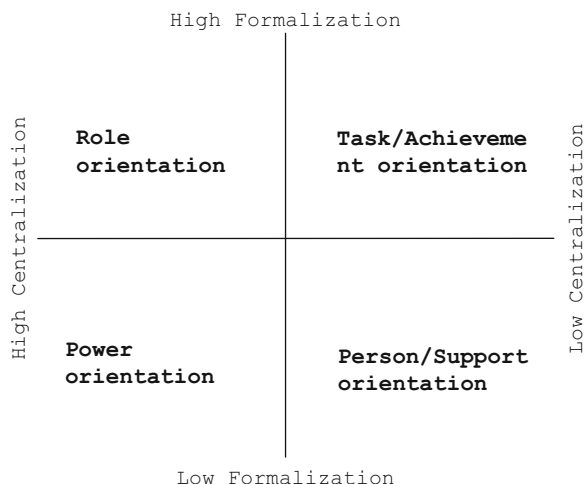 High Formalization
High Centralization
Role
orientation
Task/Achieveme
nt orientation
Low Centralization
Power
orientation
Person/Support
orientation
Low Formalization